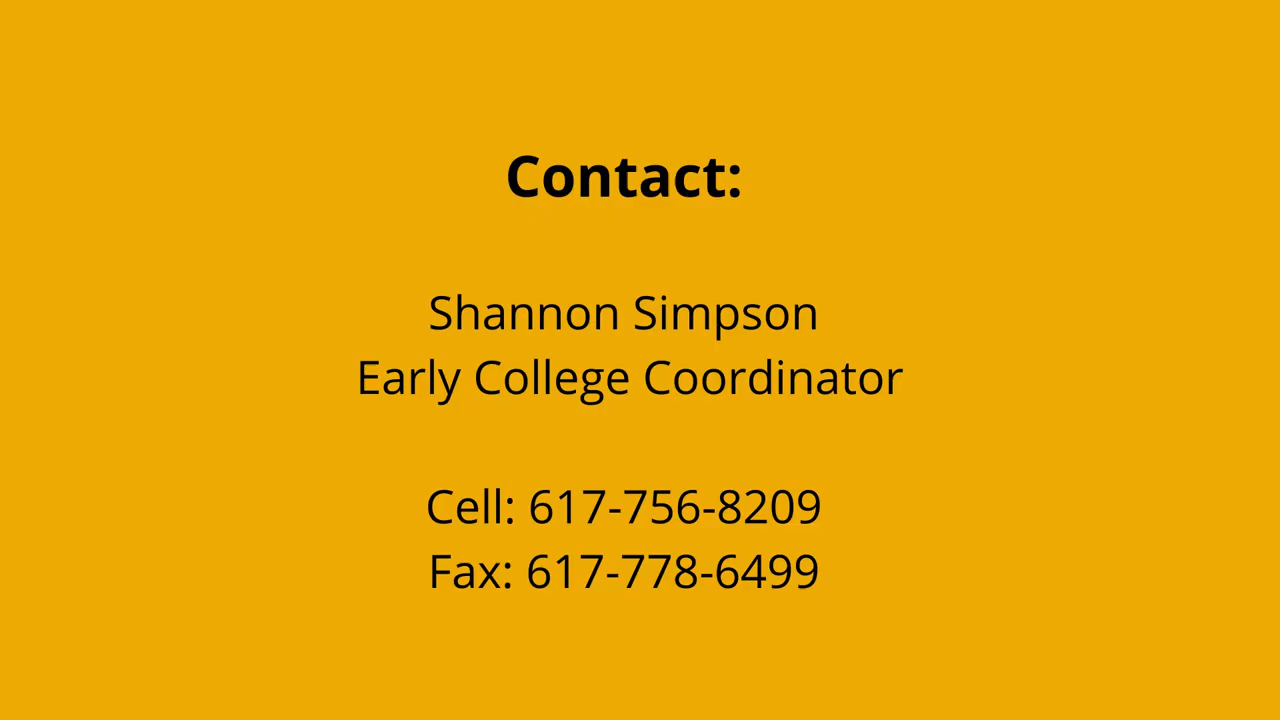 Contact:
Shannon Simpson
Early College Coordinator
Cell: 617-756-8209
Fax: 617-778-6499